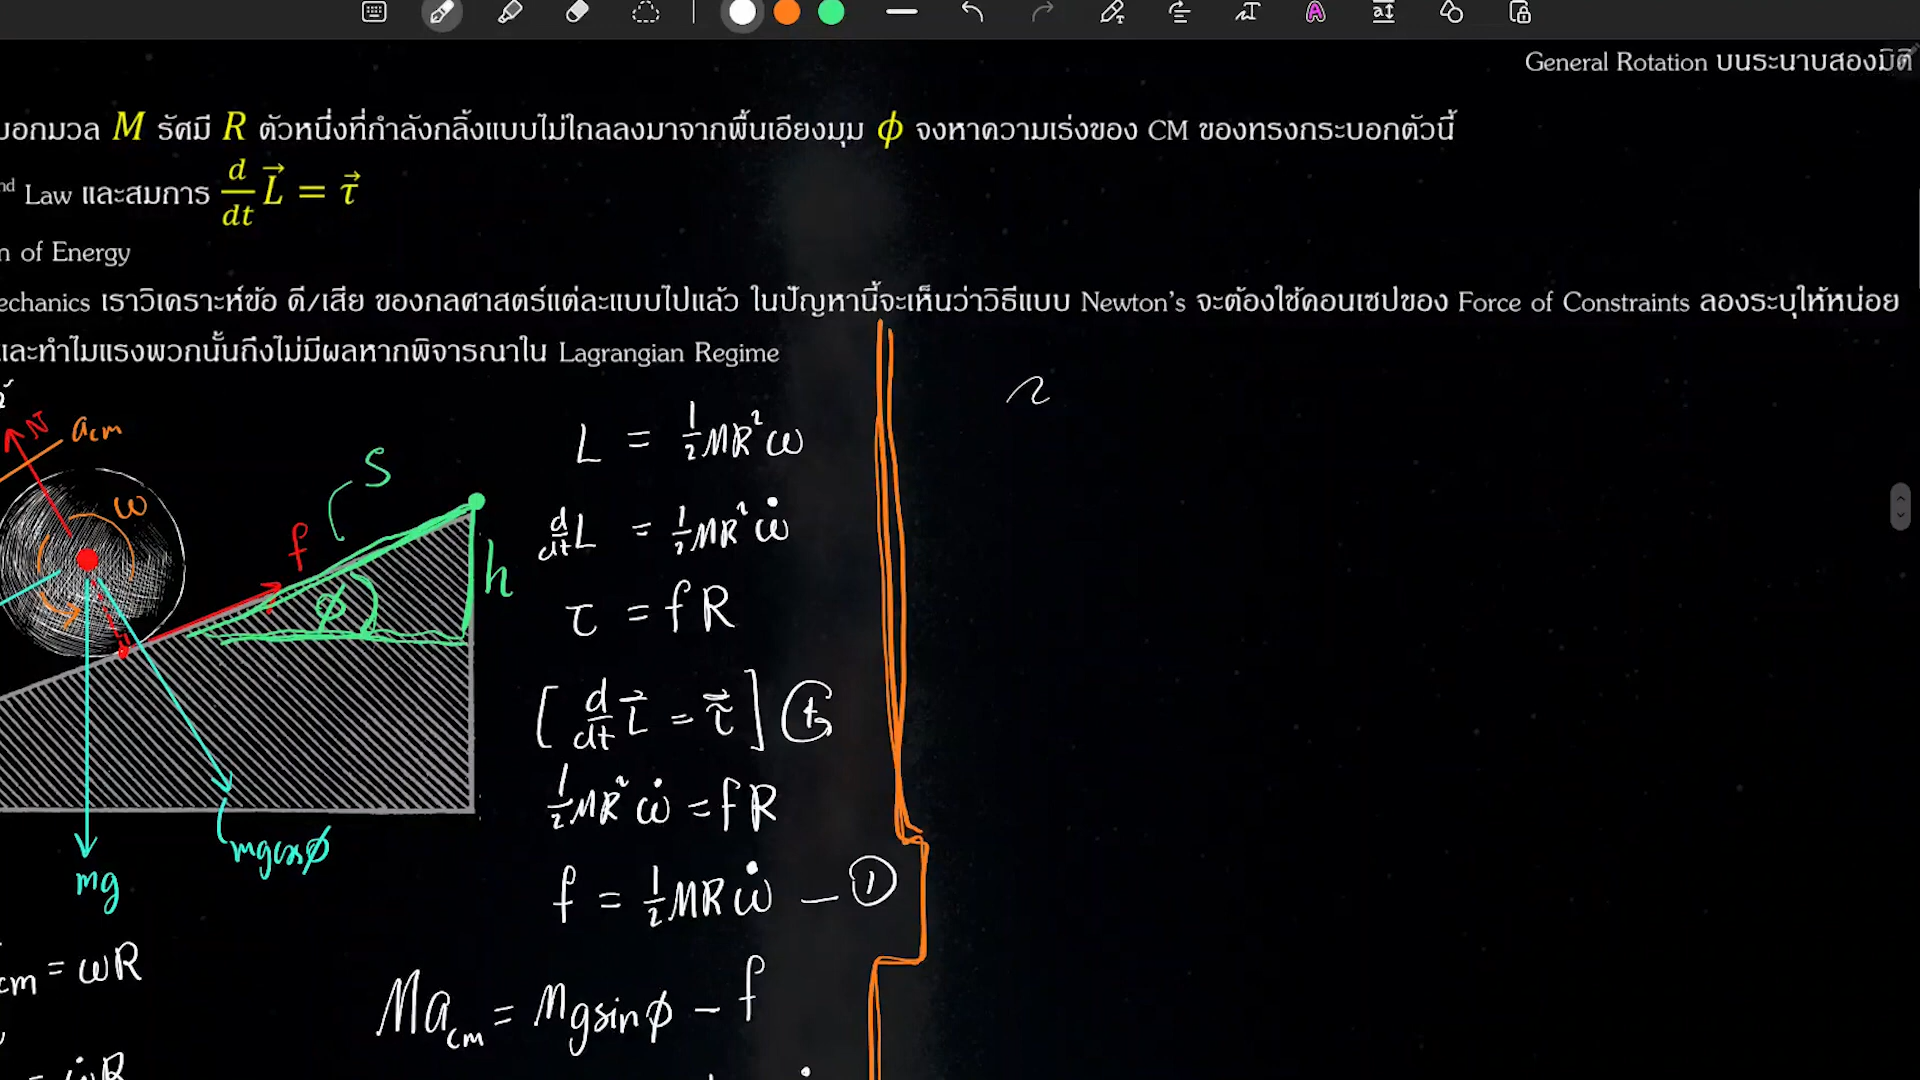 General Rotation บนระนาบสองมิติ
บอกมวล M รัศมี R ตัวหนึ่งที่กำลังกลิ้งแบบไม่ไถลลงมาจากพื้นเอียงมุม ϕ จงหาความเร่งของ CM ของทรงกระบอกตัวนี้
nd Law และสมการ d/dt L⃗ = τ⃗
n of Energy
echanics เราวิเคราะห์ข้อ ดี/เสีย ของกลศาสตร์แต่ละแบบไปแล้ว ในปัญหานี้จะเห็นว่าวิธีแบบ Newton's จะต้องใช้คอนเซปของ Force of Constraints ลองระบุให้หน่อย
และทำไมแรงพวกนั้นถึงไม่มีผลหากพิจารณาใน Lagrangian Regime
N
a_cm
ω
f
S
ϕ
h
mg
mgcosϕ
L = 1/2 MR² ω
d/dt L = 1/2 MR² ω̇
τ = f R
[ d/dt L⃗ = τ⃗ ] +
1/2 MR² ω̇ = f R
f = 1/2 MR ω̇ — ①
cm = ωR
Ma_cm = Mgsinϕ - f
= ω̇R